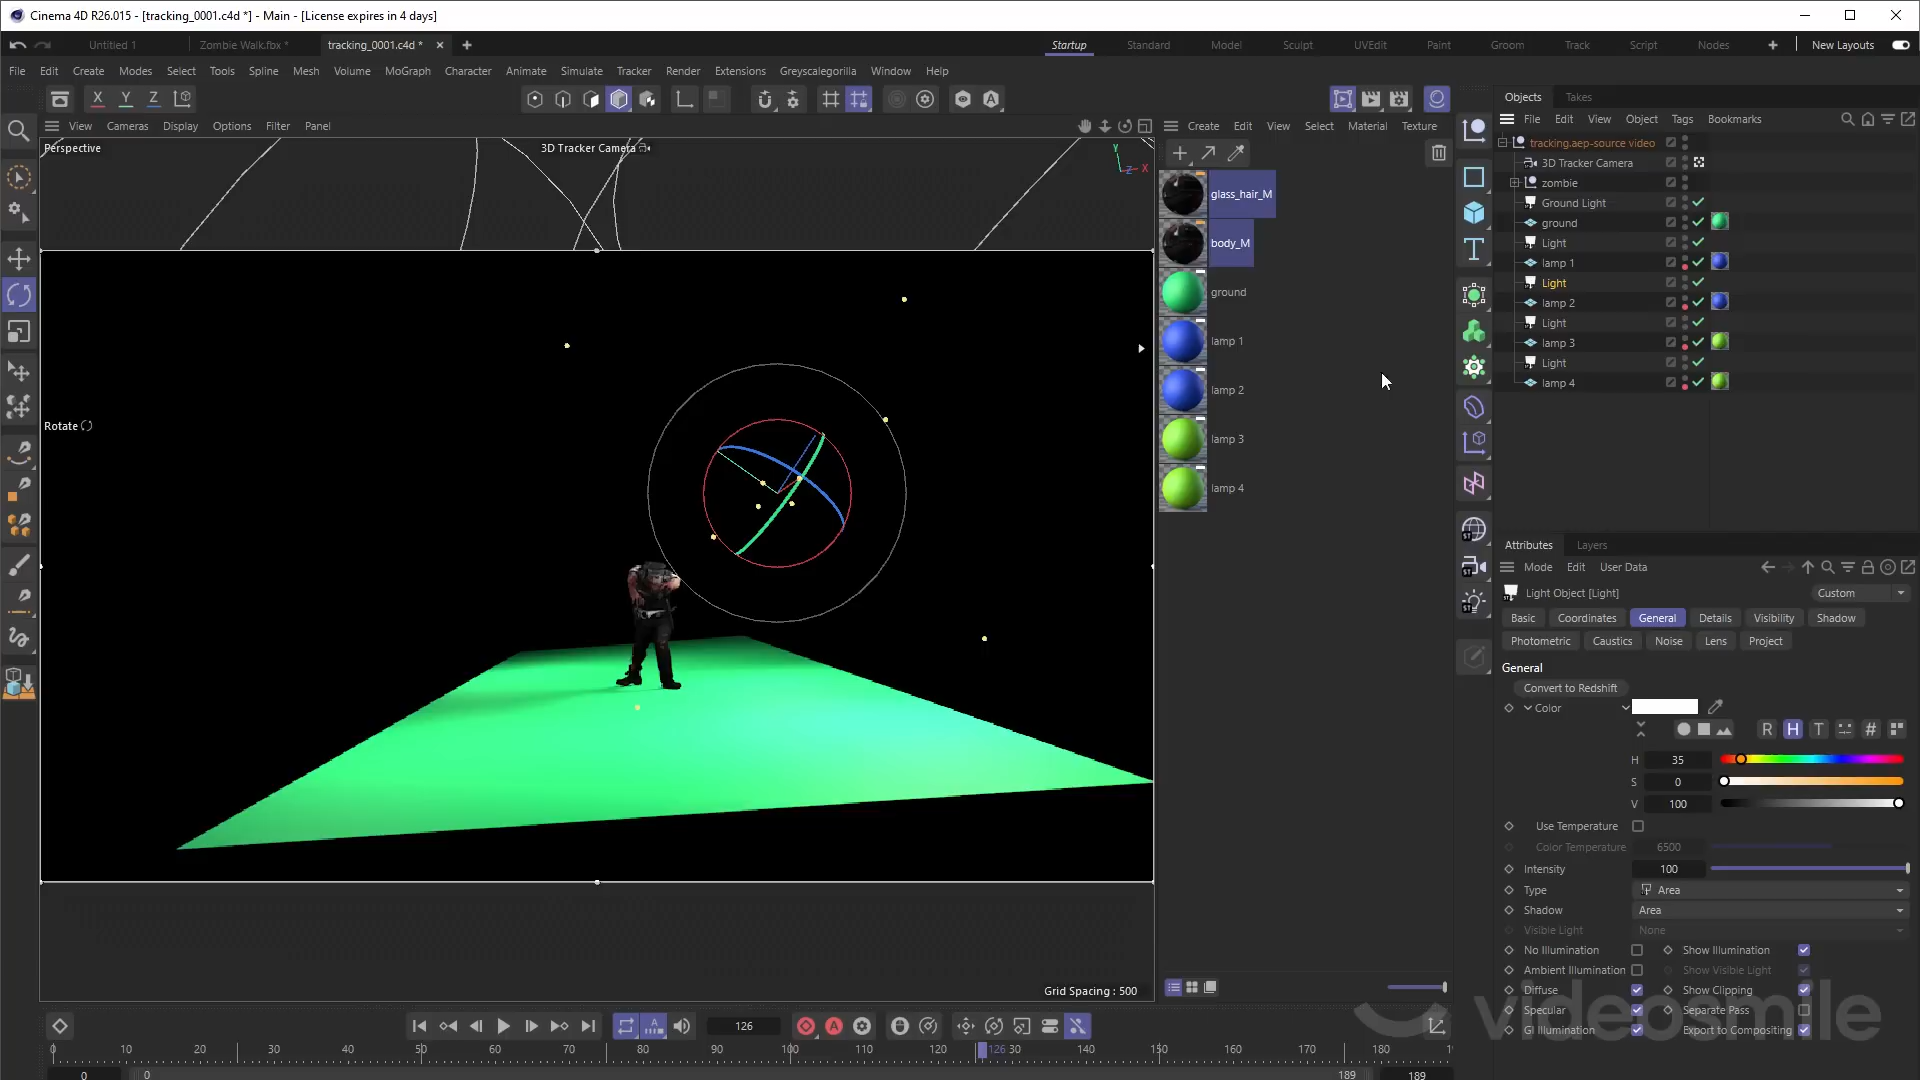 Cinema 4D R26.015 - [tracking_0001.c4d *] - Main - [License expires in 4 days]
Untitled 1
Zombie Walk.fbx *
tracking_0001.c4d *
Startup
Standard
Model
Sculpt
UVEdit
Paint
Groom
Track
Script
Nodes
New Layouts
File Edit Create Modes Select Tools Spline Mesh Volume MoGraph Character Animate Simulate Tracker Render Extensions Greyscalegorilla Window Help
X Y Z
Objects Takes
View Cameras Display Options Filter Panel
Create Edit View Select Material Texture
File Edit View Object Tags Bookmarks
Perspective
3D Tracker Camera
Y
Z
X
Rotate
Grid Spacing : 500
glass_hair_M
body_M
ground
lamp 1
lamp 2
lamp 3
lamp 4
tracking.aep-source video
3D Tracker Camera
zombie
Ground Light
ground
Light
lamp 1
Light
lamp 2
Light
lamp 3
Light
lamp 4
Attributes Layers
Mode Edit User Data
Light Object [Light]
Custom
Basic Coordinates General Details Visibility Shadow
Photometric Caustics Noise Lens Project
General
Convert to Redshift
Color
R H T #
H 35
S 0
V 100
Use Temperature
Color Temperature 6500
Intensity 100
Type Area
Shadow Area
Visible Light None
No Illumination Show Illumination
Ambient Illumination Show Visible Light
Diffuse Show Clipping
Specular Separate Pass
GI Illumination Export to Compositing
videosmile
126
0 10 20 30 40 50 60 70 80 90 100 110 120 126 30 140 150 160 170 180
0 0 189 189